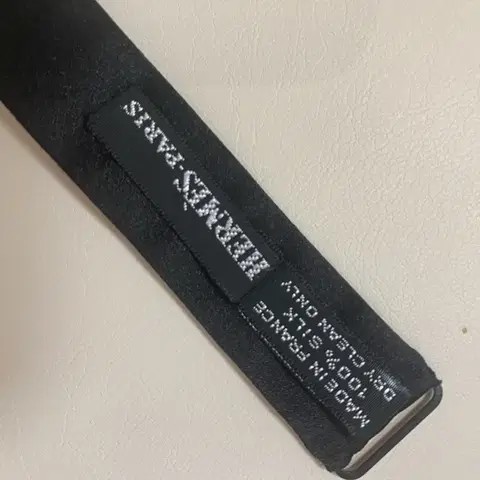 HERMÈS-PARIS
MADE IN FRANCE
100% SILK
DRY CLEAN ONLY